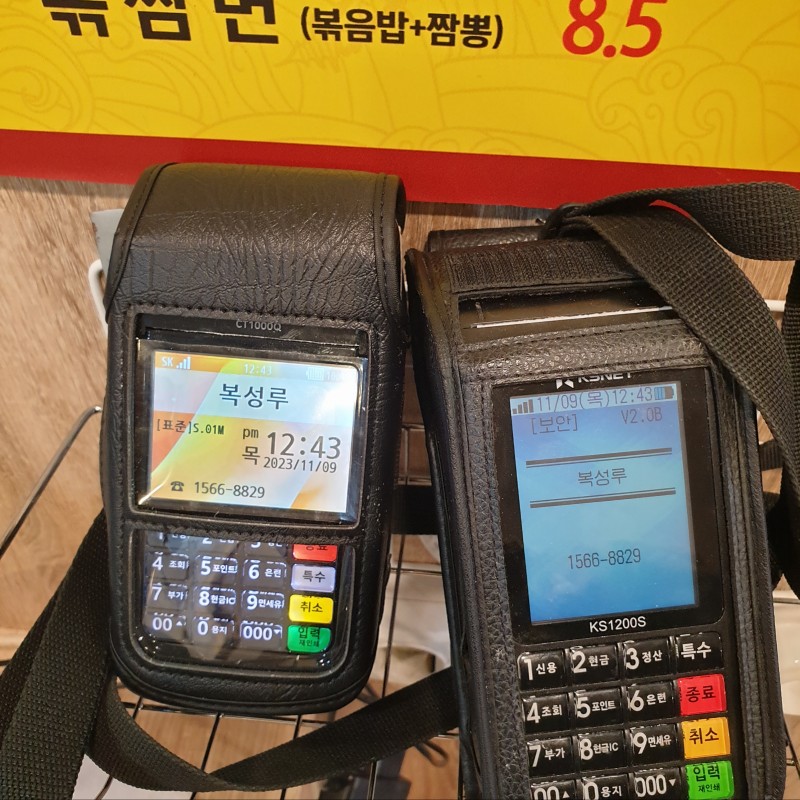 볶짬면 (볶음밥+짬뽕) 8.5
CT1000Q
SK 12:43
복성루
[표준]S.01M
pm 12:43
목 2023/11/09
☎ 1566-8829
종료
4 조회 5 포인트 6 은련 특수
7 부가 8 현금IC 9 면세유 취소
00▲ 0 용지 000▼ 입력
재인쇄
KSNET
11/09(목)12:43
[보안] V2.0B
복성루
1566-8829
KS1200S
1 신용 2 현금 3 정산 특수
4 조회 5 포인트 6 은련 종료
7 부가 8 현금IC 9 면세유 취소
00▲ 0 용지 000▼ 입력
재인쇄